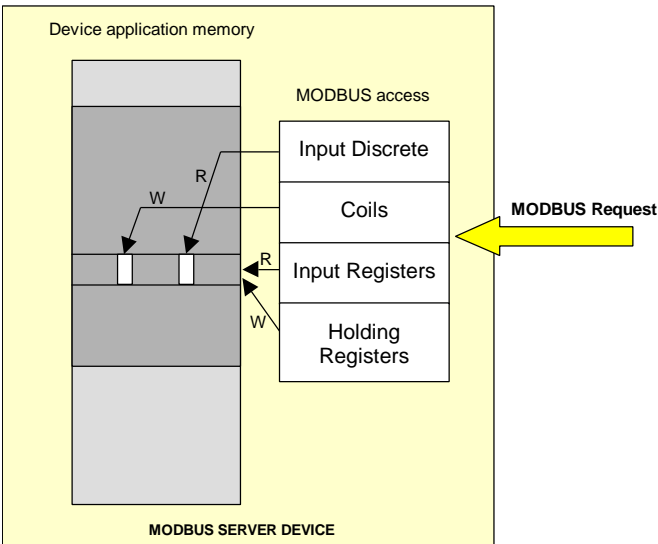 Device application memory
MODBUS access
Input Discrete
R
W
Coils
MODBUS Request
R
Input Registers
W
Holding
Registers
MODBUS SERVER DEVICE